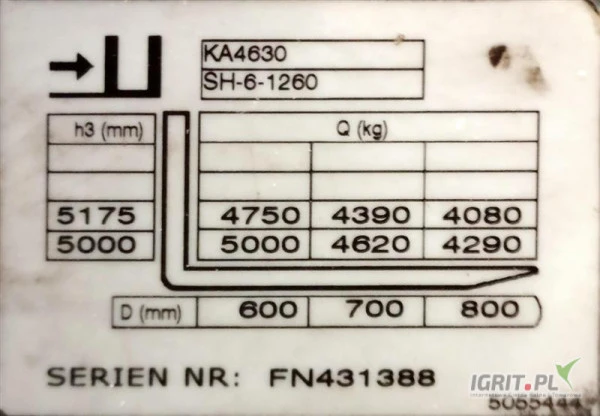 KA4630
SH-6-1260
h3 (mm) Q (kg)
5175 4750 4390 4080
5000 5000 4620 4290
D (mm) 600 700 800
SERIEN NR: FN431388
IGRIT.PL
5055444